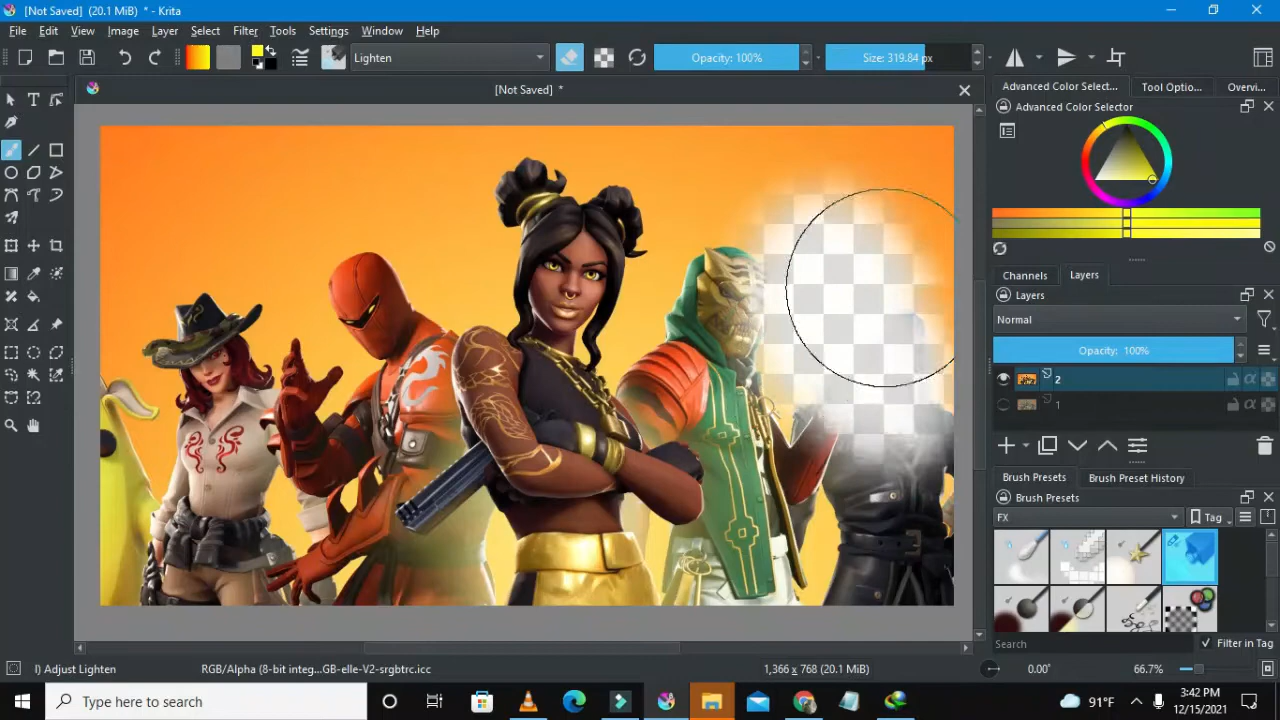 [Not Saved]  (20.1 MiB)  * - Krita
File Edit View Image Layer Select Filter Tools Settings Window Help
Lighten Opacity: 100% Size: 319.84 px
[Not Saved]  *
Advanced Color Select... Tool Optio... Overvi...
Advanced Color Selector
Channels Layers
Layers
Normal
Opacity:  100%
2
1
Brush Presets Brush Preset History
Brush Presets
FX Tag
Search Filter in Tag
I) Adjust Lighten RGB/Alpha (8-bit integ...GB-elle-V2-srgbtrc.icc 1,366 x 768 (20.1 MiB) 0.00° 66.7%
Type here to search 91°F 3:42 PM
12/15/2021